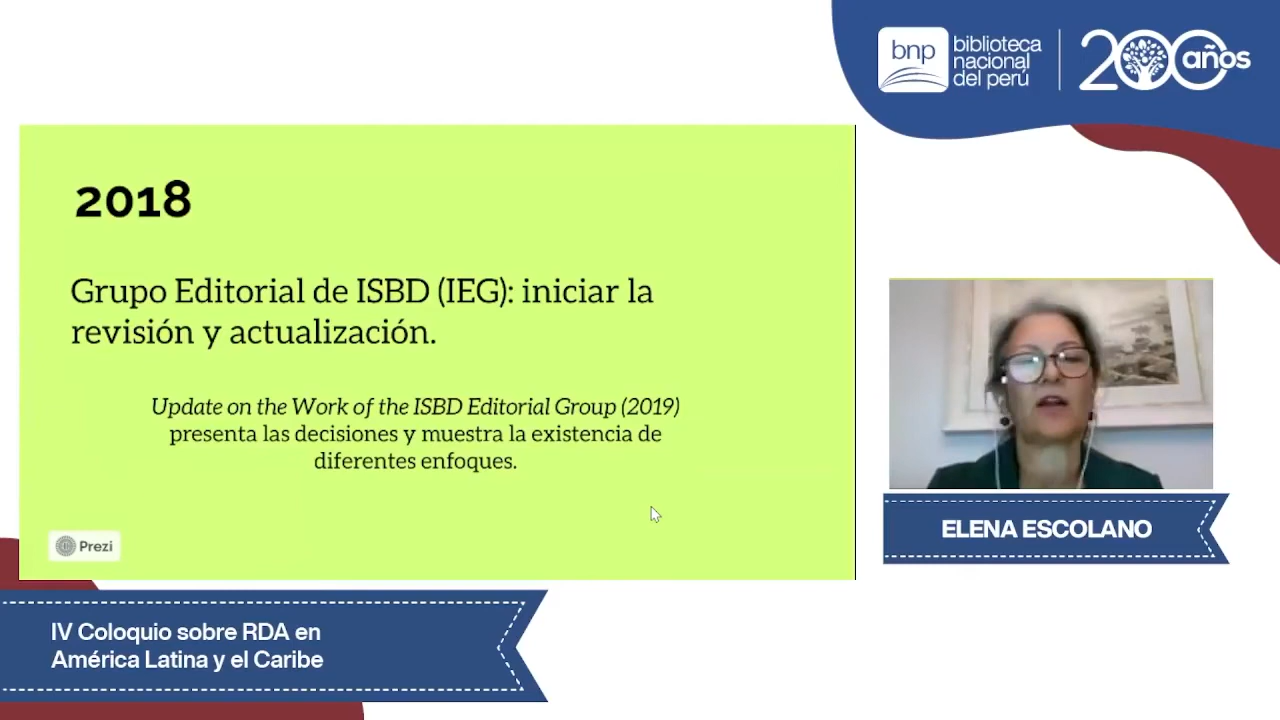 bnp
biblioteca
nacional
del perú
200 años
2018
Grupo Editorial de ISBD (IEG): iniciar la
revisión y actualización.
Update on the Work of the ISBD Editorial Group (2019)
presenta las decisiones y muestra la existencia de
diferentes enfoques.
Prezi
ELENA ESCOLANO
IV Coloquio sobre RDA en
América Latina y el Caribe